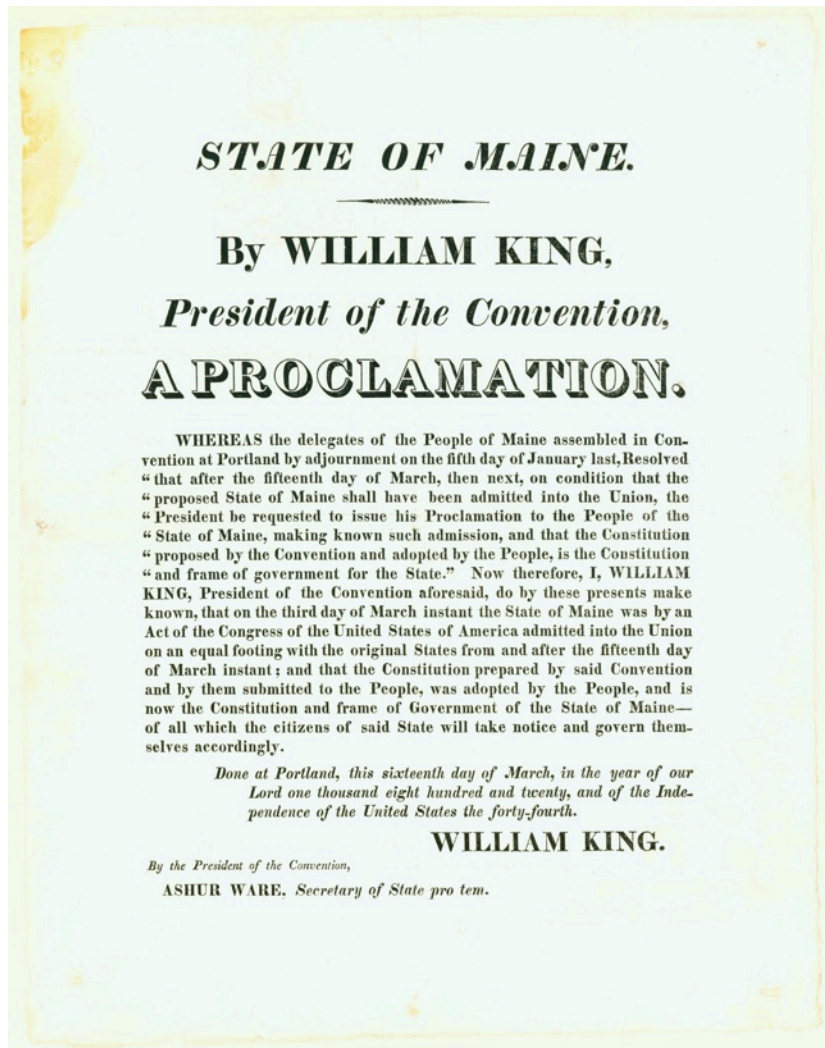 STATE OF MAINE.
By WILLIAM KING,
President of the Convention,
A PROCLAMATION.
WHEREAS the delegates of the People of Maine assembled in Con-
vention at Portland by adjournment on the fifth day of January last, Resolved
“ that after the fifteenth day of March, then next, on condition that the
“ proposed State of Maine shall have been admitted into the Union, the
“ President be requested to issue his Proclamation to the People of the
“ State of Maine, making known such admission, and that the Constitution
“ proposed by the Convention and adopted by the People, is the Constitution
“ and frame of government for the State.” Now therefore, I, WILLIAM
KING, President of the Convention aforesaid, do by these presents make
known, that on the third day of March instant the State of Maine was by an
Act of the Congress of the United States of America admitted into the Union
on an equal footing with the original States from and after the fifteenth day
of March instant; and that the Constitution prepared by said Convention
and by them submitted to the People, was adopted by the People, and is
now the Constitution and frame of Government of the State of Maine—
of all which the citizens of said State will take notice and govern them-
selves accordingly.
Done at Portland, this sixteenth day of March, in the year of our
Lord one thousand eight hundred and twenty, and of the Inde-
pendence of the United States the forty-fourth.
WILLIAM KING.
By the President of the Convention,
ASHUR WARE. Secretary of State pro tem.